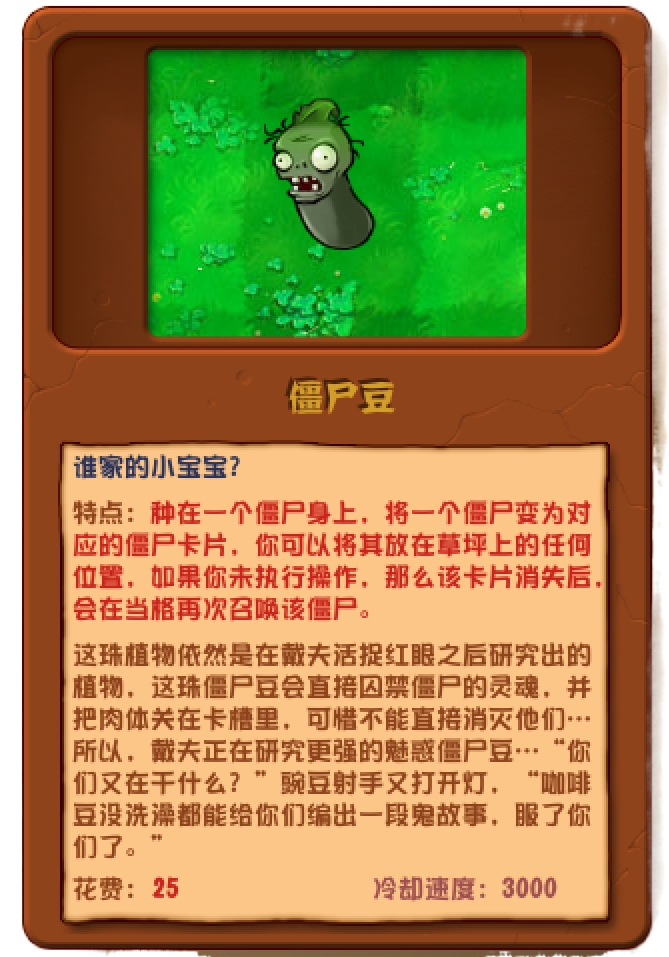 僵尸豆
谁家的小宝宝?
特点：种在一个僵尸身上，将一个僵尸变为对
应的僵尸卡片，你可以将其放在草坪上的任何
位置，如果你未执行操作，那么该卡片消失后，
会在当格再次召唤该僵尸。
这珠植物依然是在戴夫活捉红眼之后研究出的
植物，这珠僵尸豆会直接囚禁僵尸的灵魂，并
把肉体关在卡槽里，可惜不能直接消灭他们…
所以，戴夫正在研究更强的魅惑僵尸豆…“你
们又在干什么？”豌豆射手又打开灯，“咖啡
豆没洗澡都能给你们编出一段鬼故事，服了你
们了。”
花费：25 冷却速度：3000